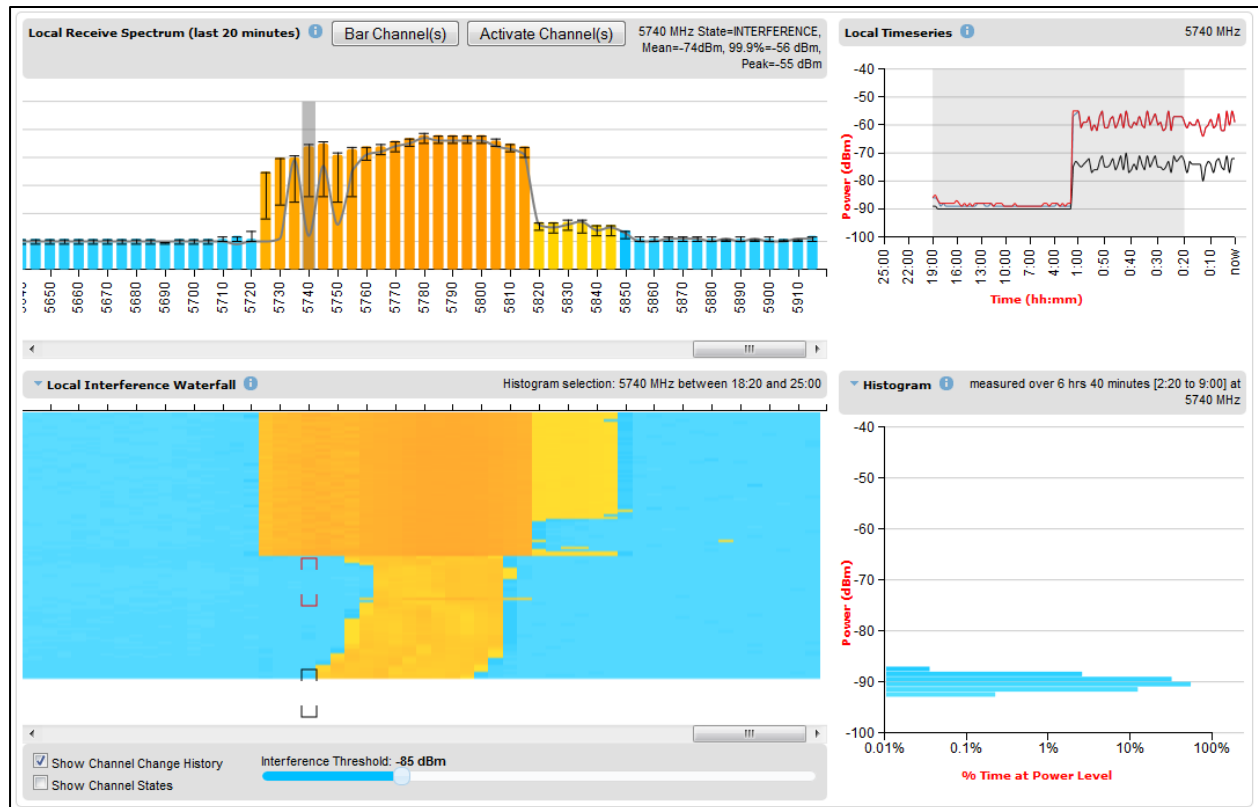 Local Receive Spectrum (last 20 minutes) i Bar Channel(s) Activate Channel(s) 5740 MHz State=INTERFERENCE,
Mean=-74dBm, 99.9%=-56 dBm,
Peak=-55 dBm
5650 5660 5670 5680 5690 5700 5710 5720 5730 5740 5750 5760 5770 5780 5790 5800 5810 5820 5830 5840 5850 5860 5870 5880 5890 5900 5910
Local Timeseries i 5740 MHz
-40
-50
-60
-70
-80
-90
-100
Power (dBm)
25:00 22:00 19:00 16:00 13:00 10:00 7:00 4:00 1:00 0:50 0:40 0:30 0:20 0:10 now
Time (hh:mm)
Local Interference Waterfall i Histogram selection: 5740 MHz between 18:20 and 25:00
Show Channel Change History
Show Channel States
Interference Threshold: -85 dBm
Histogram i measured over 6 hrs 40 minutes [2:20 to 9:00] at
5740 MHz
-40
-50
-60
-70
-80
-90
-100
Power (dBm)
0.01% 0.1% 1% 10% 100%
% Time at Power Level